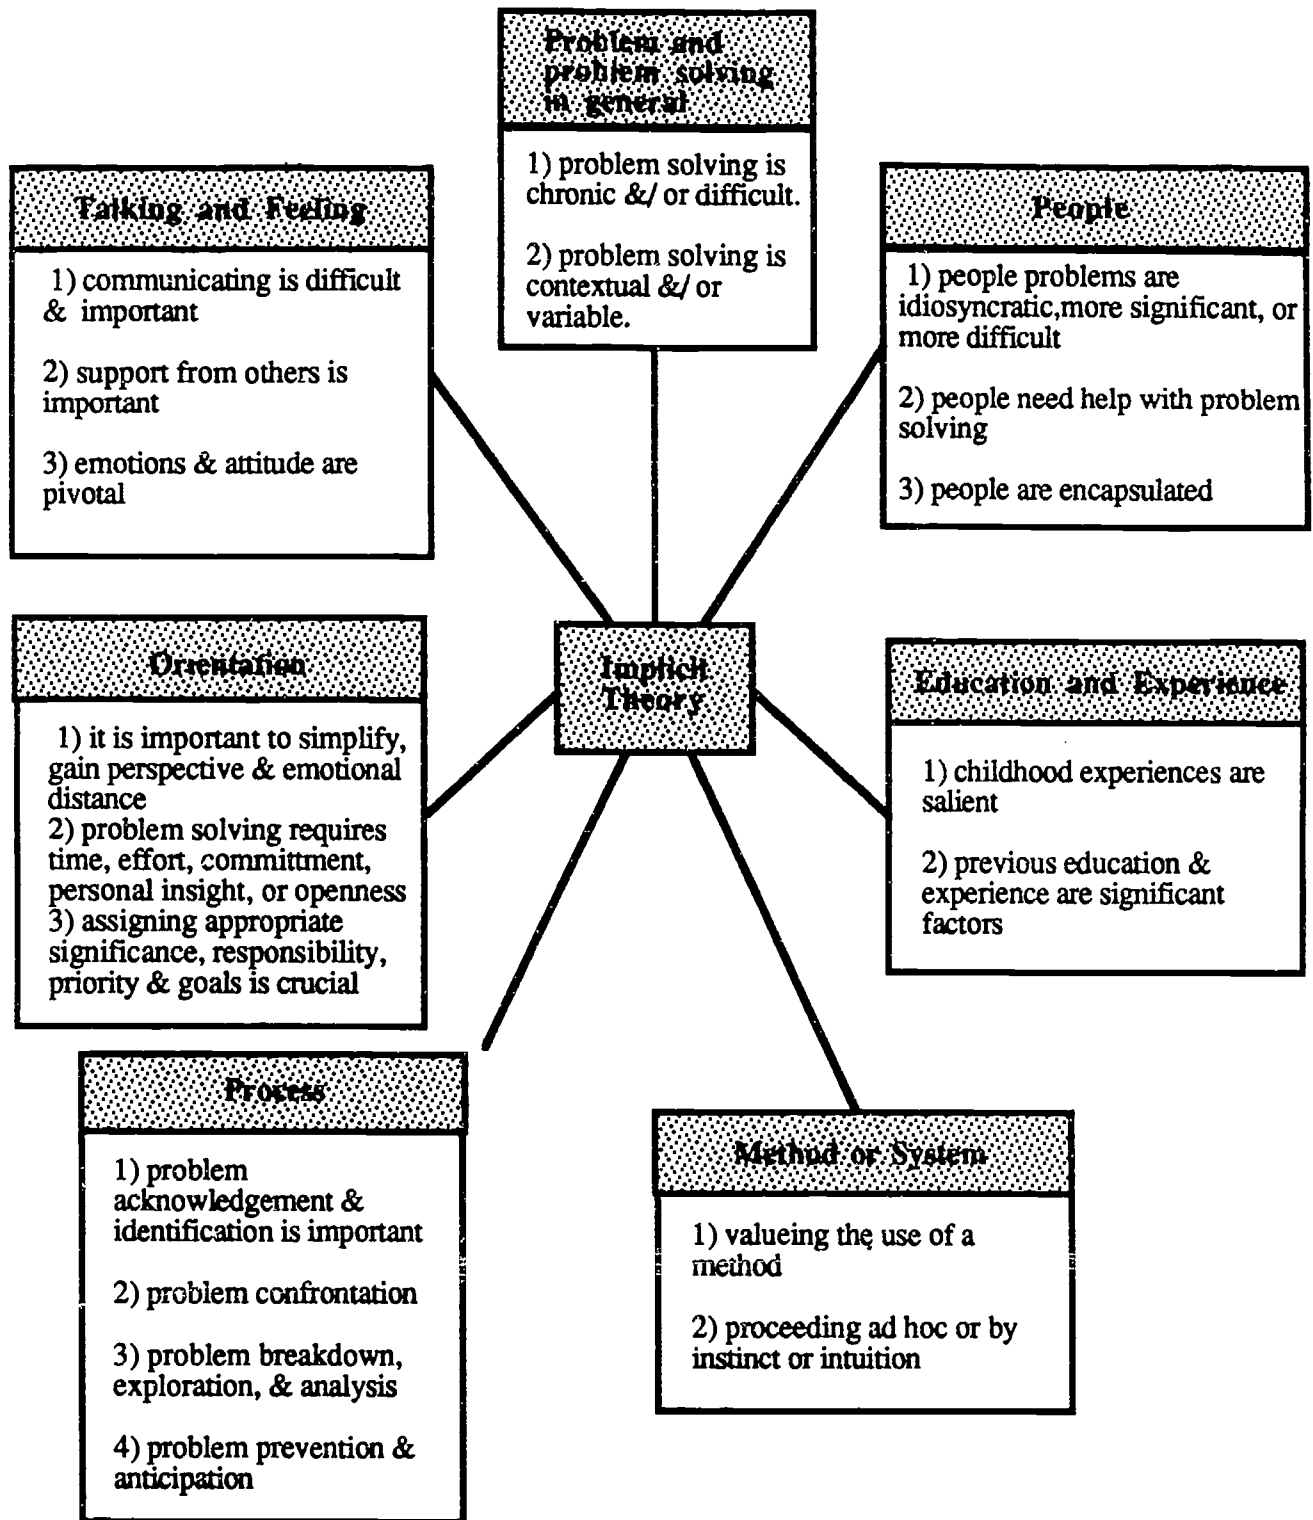 Problem and
problem solving
in general
1) problem solving is
chronic &/ or difficult.
2) problem solving is
contextual &/ or
variable.
Talking and Feeling
1) communicating is difficult
& important
2) support from others is
important
3) emotions & attitude are
pivotal
People
1) people problems are
idiosyncratic,more significant, or
more difficult
2) people need help with problem
solving
3) people are encapsulated
Orientation
1) it is important to simplify,
gain perspective & emotional
distance
2) problem solving requires
time, effort, committment,
personal insight, or openness
3) assigning appropriate
significance, responsibility,
priority & goals is crucial
Implicit
Theory
Education and Experience
1) childhood experiences are
salient
2) previous education &
experience are significant
factors
Process
1) problem
acknowledgement &
identification is important
2) problem confrontation
3) problem breakdown,
exploration, & analysis
4) problem prevention &
anticipation
Method or System
1) valueing the use of a
method
2) proceeding ad hoc or by
instinct or intuition